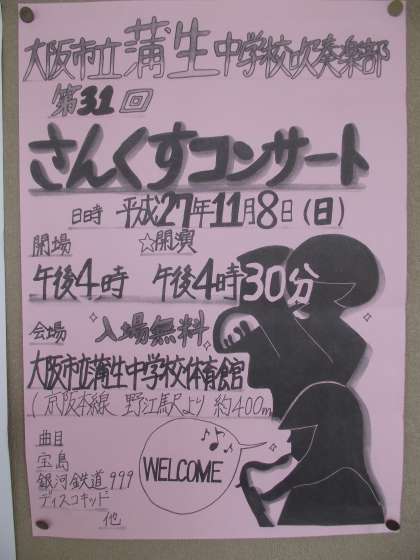 大阪市立蒲生中学校吹奏楽部
第31回
さんくすコンサート
日時 平成27年11月8日(日)
開場 ☆開演
午後4時 午後4時30分
会場 入場無料
大阪市立蒲生中学校体育館
(京阪本線 野江駅より 約400m
曲目
宝島
銀河鉄道999
ディスコキッド
他
WELCOME